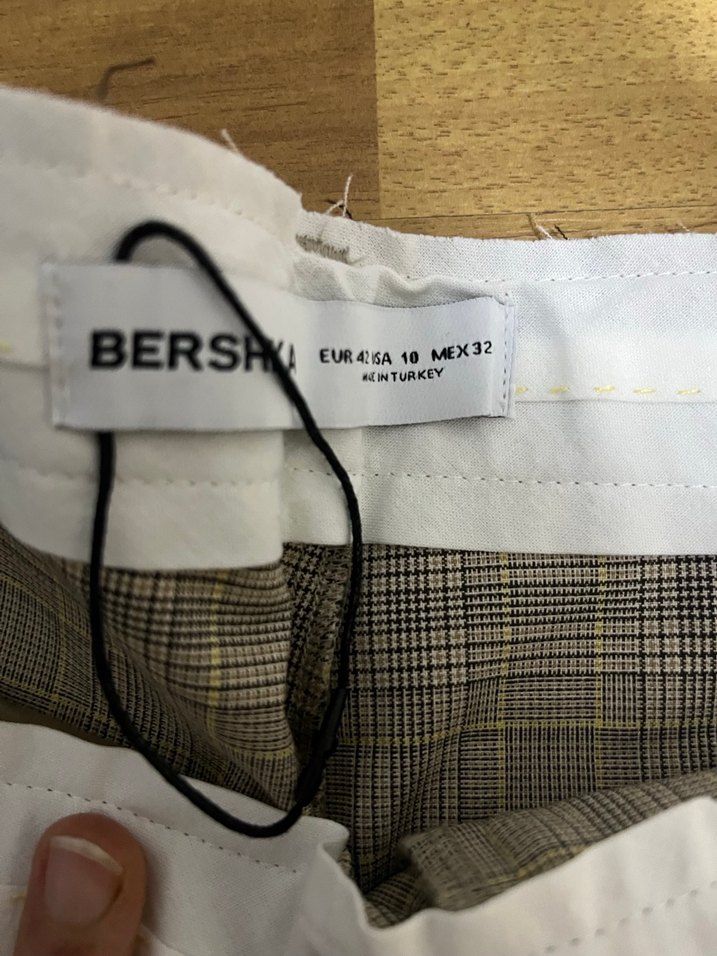 BERSHKA
EUR 42 USA 10 MEX 32
MADE IN TURKEY